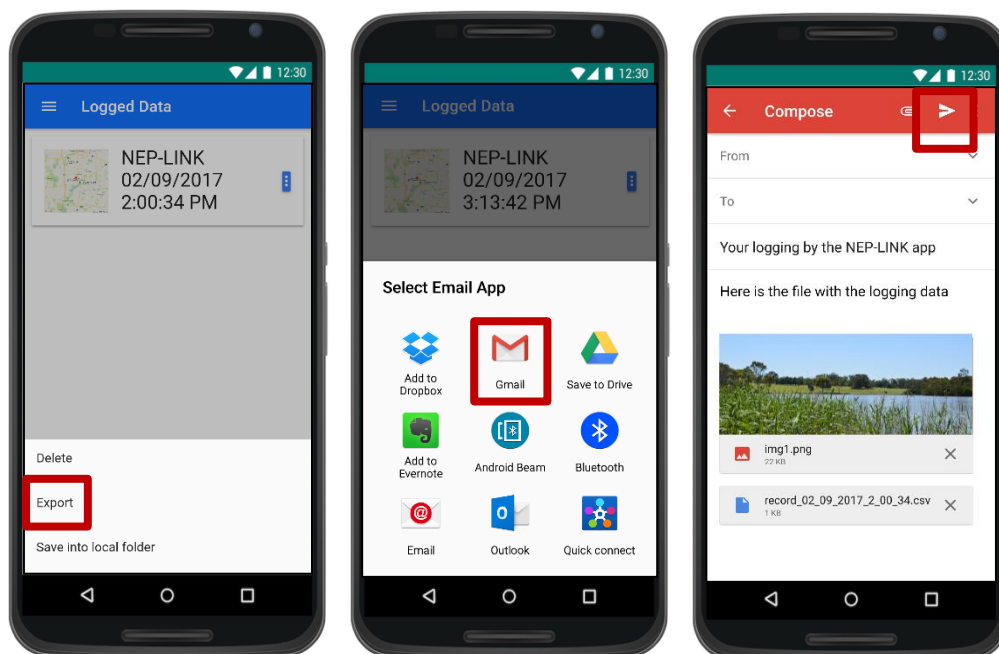 12:30
Logged Data
NEP-LINK
02/09/2017
2:00:34 PM
Delete
Export
Save into local folder
12:30
Logged Data
NEP-LINK
02/09/2017
3:13:42 PM
Select Email App
Add to
Dropbox
Gmail
Save to Drive
Add to
Evernote
Android Beam
Bluetooth
@
Email
Outlook
Quick connect
12:30
Compose
From
To
Your logging by the NEP-LINK app
Here is the file with the logging data
img1.png
22 KB
record_02_09_2017_2_00_34.csv
1 KB